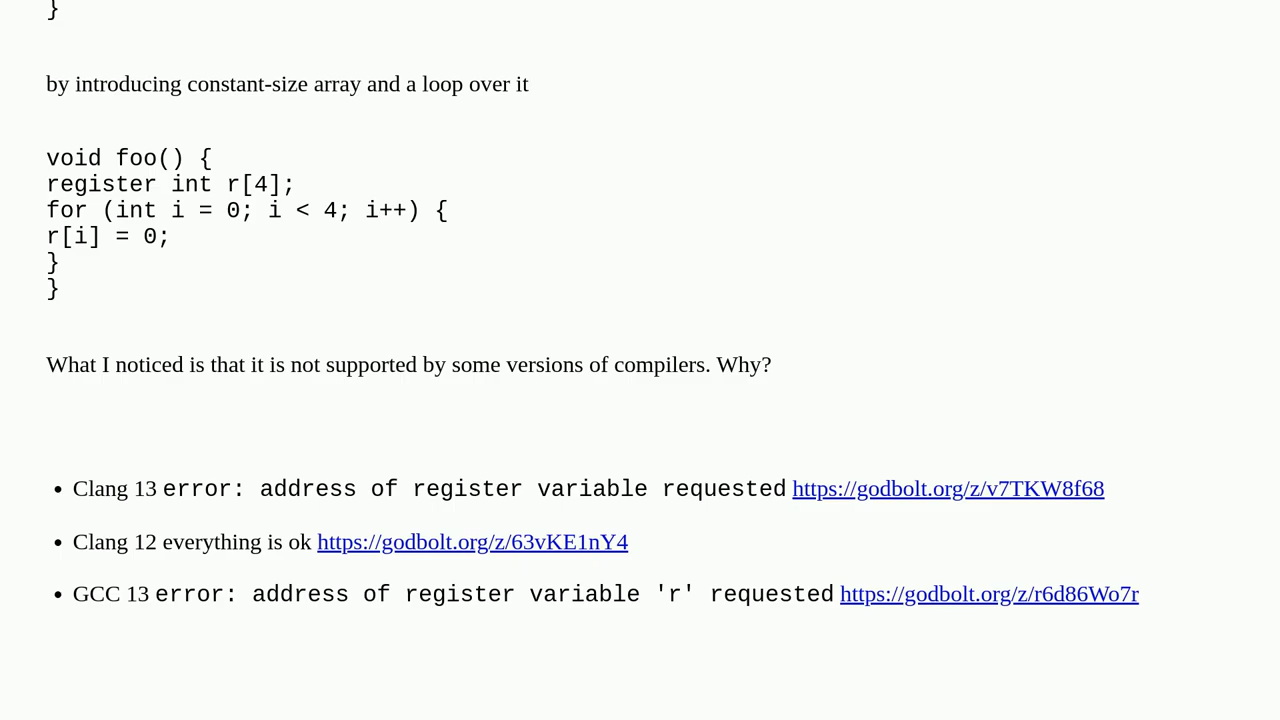 }
by introducing constant-size array and a loop over it
void foo() {
register int r[4];
for (int i = 0; i < 4; i++) {
r[i] = 0;
}
}
What I noticed is that it is not supported by some versions of compilers. Why?
• Clang 13 error: address of register variable requested https://godbolt.org/z/v7TKW8f68
• Clang 12 everything is ok https://godbolt.org/z/63vKE1nY4
• GCC 13 error: address of register variable 'r' requested https://godbolt.org/z/r6d86Wo7r